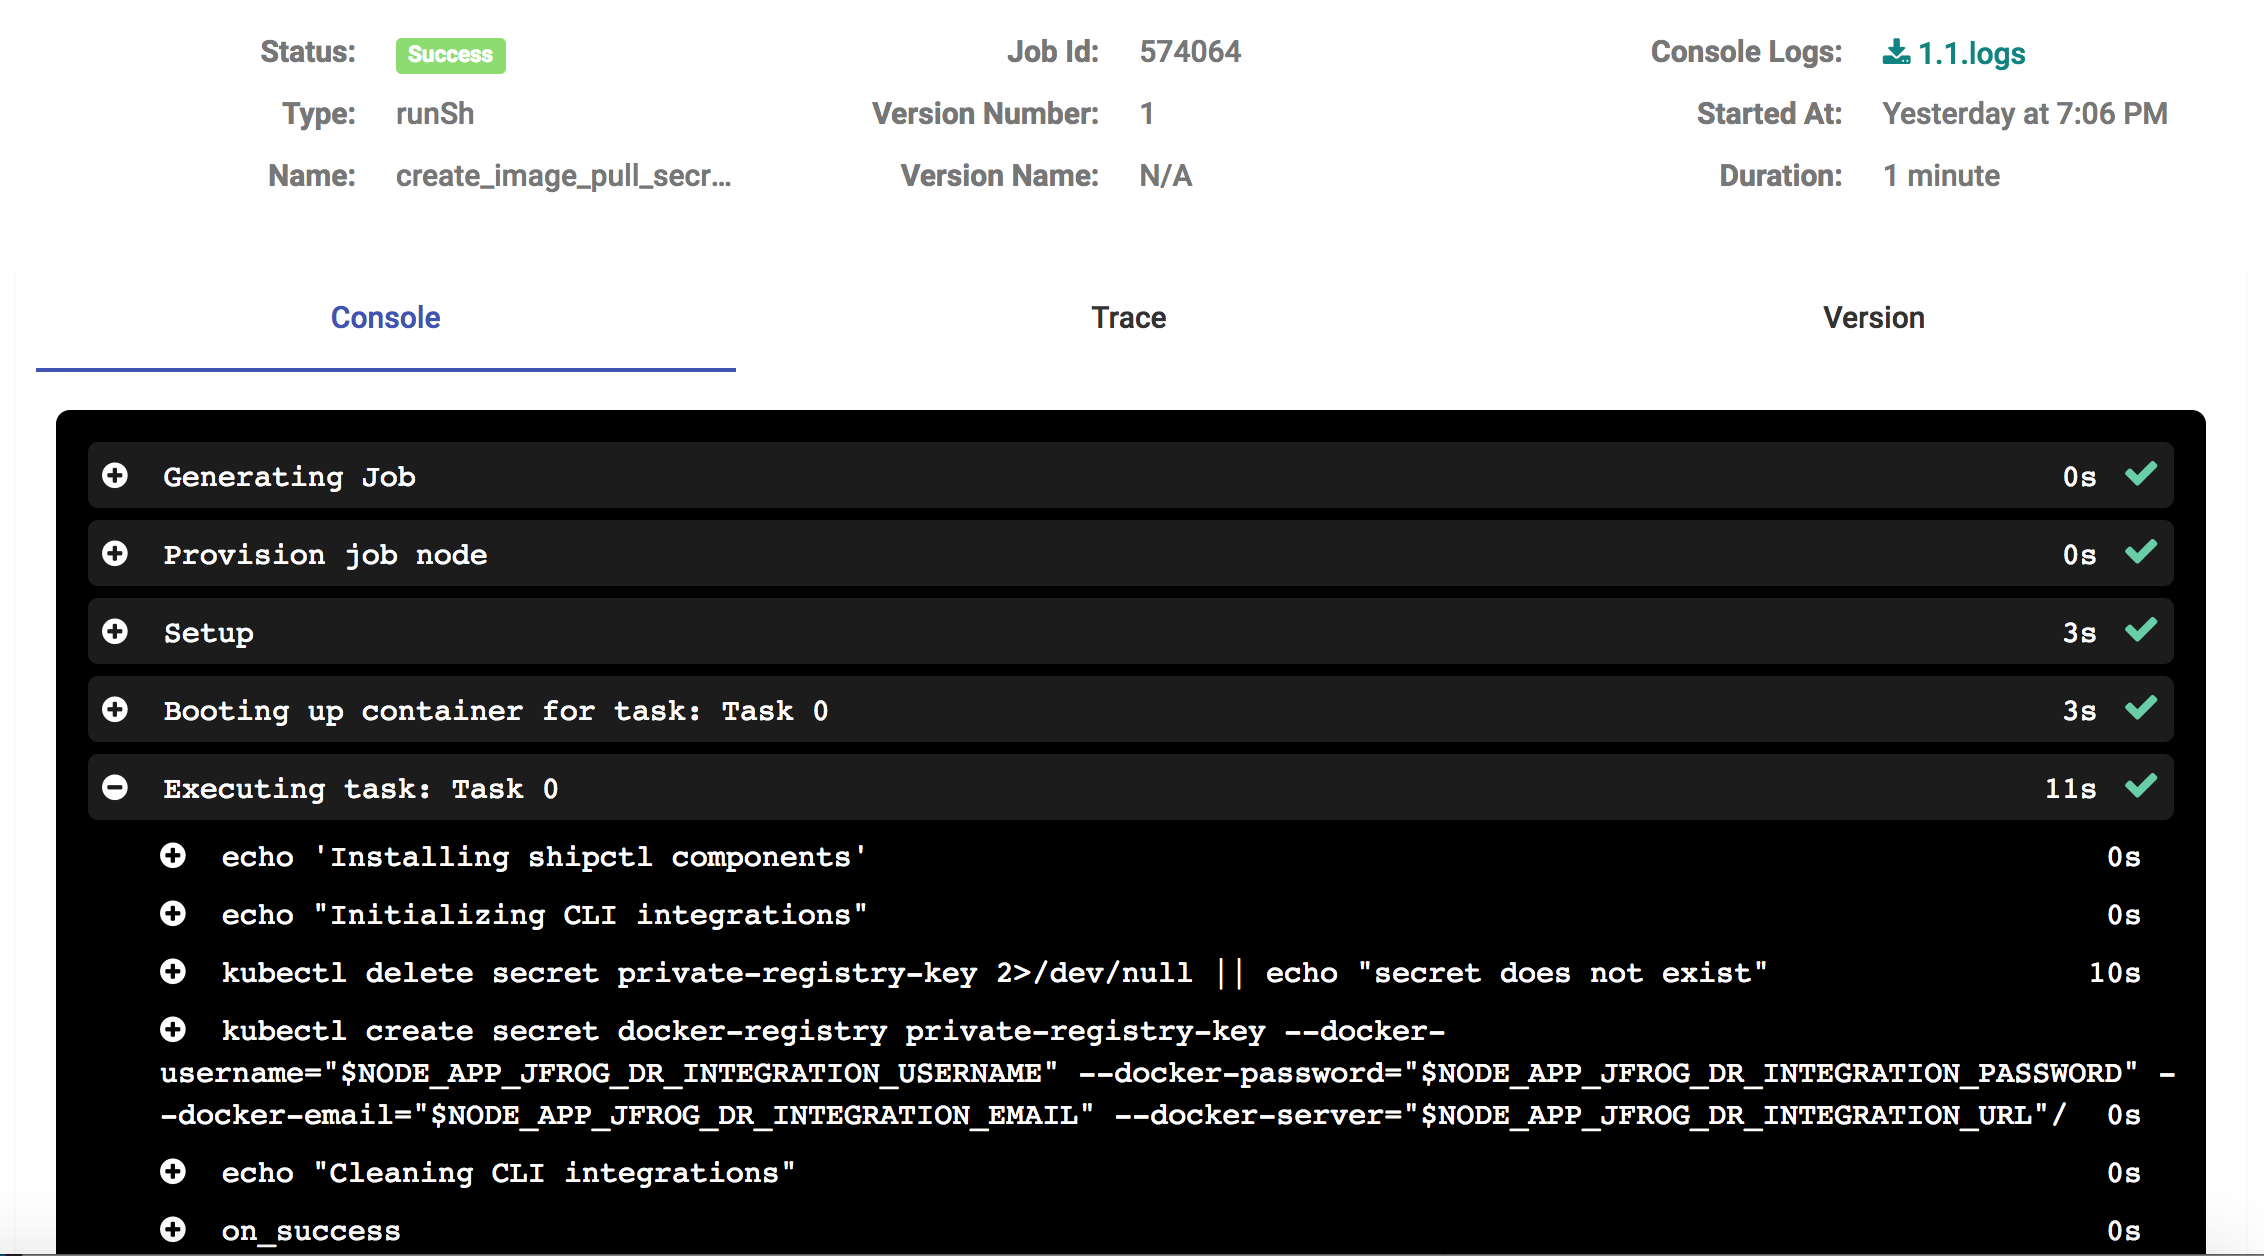 Status: Success Job Id: 574064 Console Logs: 1.1.logs
Type: runSh Version Number: 1 Started At: Yesterday at 7:06 PM
Name: create_image_pull_secr... Version Name: N/A Duration: 1 minute
Console Trace Version
Generating Job 0s
Provision job node 0s
Setup 3s
Booting up container for task: Task 0 3s
Executing task: Task 0 11s
echo 'Installing shipctl components' 0s
echo "Initializing CLI integrations" 0s
kubectl delete secret private-registry-key 2>/dev/null || echo "secret does not exist" 10s
kubectl create secret docker-registry private-registry-key --docker-
username="$NODE_APP_JFROG_DR_INTEGRATION_USERNAME" --docker-password="$NODE_APP_JFROG_DR_INTEGRATION_PASSWORD" -
-docker-email="$NODE_APP_JFROG_DR_INTEGRATION_EMAIL" --docker-server="$NODE_APP_JFROG_DR_INTEGRATION_URL"/ 0s
echo "Cleaning CLI integrations" 0s
on_success 0s